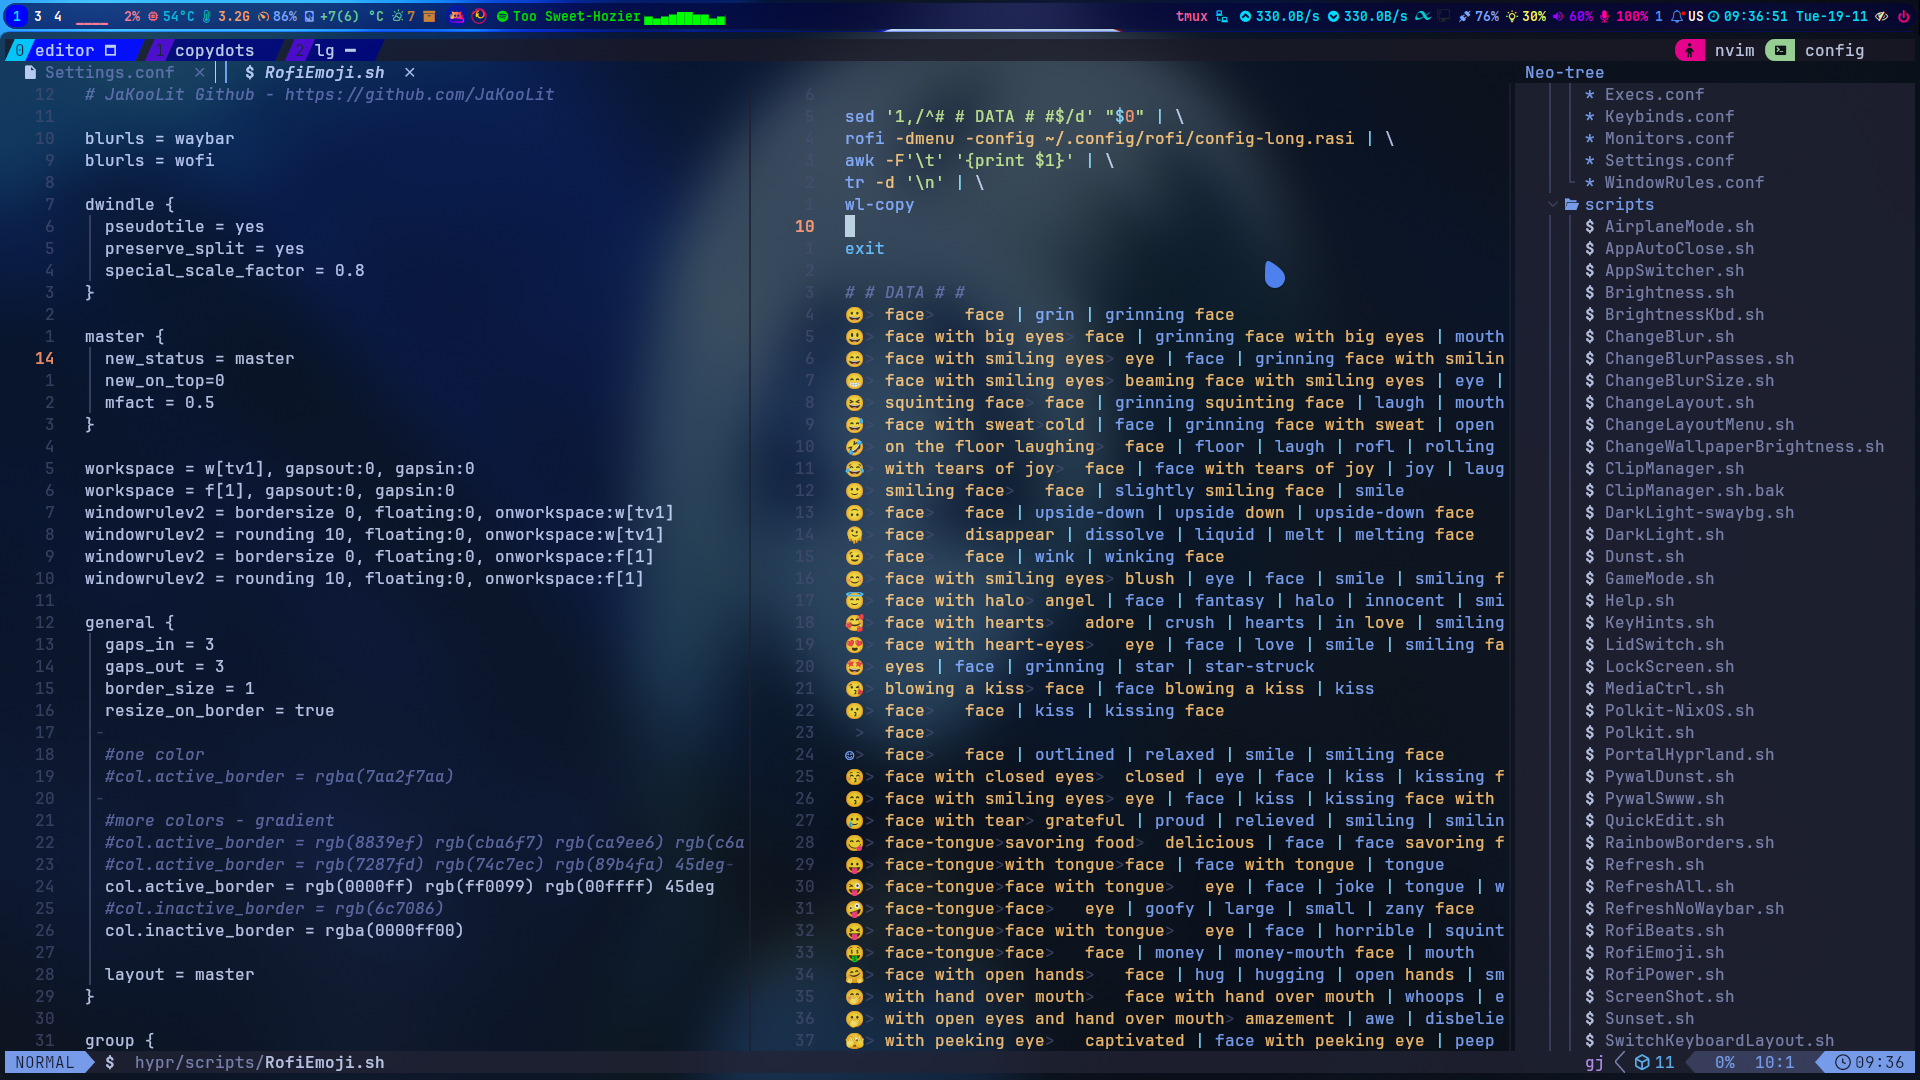 1 3 4 ____ 2% 54°C 3.2G 86% +7(6) °C 7 Too Sweet-Hozier tmux 330.0B/s 330.0B/s 76% 30% 60% 100% 1 US 09:36:51 Tue-19-11
0 editor 1 copydots 2 lg nvim config
Settings.conf × $ RofiEmoji.sh ×
12 # JaKooLit Github - https://github.com/JaKooLit
11
10 blurls = waybar
9 blurls = wofi
8
7 dwindle {
6 pseudotile = yes
5 preserve_split = yes
4 special_scale_factor = 0.8
3 }
2
1 master {
14 new_status = master
1 new_on_top=0
2 mfact = 0.5
3 }
4
5 workspace = w[tv1], gapsout:0, gapsin:0
6 workspace = f[1], gapsout:0, gapsin:0
7 windowrulev2 = bordersize 0, floating:0, onworkspace:w[tv1]
8 windowrulev2 = rounding 10, floating:0, onworkspace:w[tv1]
9 windowrulev2 = bordersize 0, floating:0, onworkspace:f[1]
10 windowrulev2 = rounding 10, floating:0, onworkspace:f[1]
11
12 general {
13 gaps_in = 3
14 gaps_out = 3
15 border_size = 1
16 resize_on_border = true
17 -
18 #one color
19 #col.active_border = rgba(7aa2f7aa)
20 -
21 #more colors - gradient
22 #col.active_border = rgb(8839ef) rgb(cba6f7) rgb(ca9ee6) rgb(c6a
23 #col.active_border = rgb(7287fd) rgb(74c7ec) rgb(89b4fa) 45deg-
24 col.active_border = rgb(0000ff) rgb(ff0099) rgb(00ffff) 45deg
25 #col.inactive_border = rgb(6c7086)
26 col.inactive_border = rgba(0000ff00)
27
28 layout = master
29 }
30
31 group {
6
5 sed '1,/^# # DATA # #$/d' "$0" | \
4 rofi -dmenu -config ~/.config/rofi/config-long.rasi | \
3 awk -F'\t' '{print $1}' | \
2 tr -d '\n' | \
1 wl-copy
10
1 exit
2
3 # # DATA # #
4 😀> face> face | grin | grinning face
5 😃> face with big eyes> face | grinning face with big eyes | mouth
6 😄> face with smiling eyes> eye | face | grinning face with smilin
7 😁> face with smiling eyes> beaming face with smiling eyes | eye |
8 😆> squinting face> face | grinning squinting face | laugh | mouth
9 😅> face with sweat>cold | face | grinning face with sweat | open
10 🤣> on the floor laughing> face | floor | laugh | rofl | rolling
11 😂> with tears of joy> face | face with tears of joy | joy | laug
12 🙂> smiling face> face | slightly smiling face | smile
13 🙃> face> face | upside-down | upside down | upside-down face
14 🫠> face> disappear | dissolve | liquid | melt | melting face
15 😉> face> face | wink | winking face
16 😊> face with smiling eyes> blush | eye | face | smile | smiling f
17 😇> face with halo> angel | face | fantasy | halo | innocent | smi
18 🥰> face with hearts> adore | crush | hearts | in love | smiling
19 😍> face with heart-eyes> eye | face | love | smile | smiling fa
20 🤩> eyes | face | grinning | star | star-struck
21 😘> blowing a kiss> face | face blowing a kiss | kiss
22 😗> face> face | kiss | kissing face
23 > face>
24 ☺> face> face | outlined | relaxed | smile | smiling face
25 😚> face with closed eyes> closed | eye | face | kiss | kissing f
26 😙> face with smiling eyes> eye | face | kiss | kissing face with
27 🥲> face with tear> grateful | proud | relieved | smiling | smilin
28 😋> face-tongue>savoring food> delicious | face | face savoring f
29 😛> face-tongue>with tongue>face | face with tongue | tongue
30 😜> face-tongue>face with tongue> eye | face | joke | tongue | w
31 🤪> face-tongue>face> eye | goofy | large | small | zany face
32 😝> face-tongue>face with tongue> eye | face | horrible | squint
33 🤑> face-tongue>face> face | money | money-mouth face | mouth
34 🤗> face with open hands> face | hug | hugging | open hands | sm
35 🤭> with hand over mouth> face with hand over mouth | whoops | e
36 🫢> with open eyes and hand over mouth> amazement | awe | disbelie
37 🫣> with peeking eye> captivated | face with peeking eye | peep
Neo-tree
* Execs.conf
* Keybinds.conf
* Monitors.conf
* Settings.conf
* WindowRules.conf
scripts
$ AirplaneMode.sh
$ AppAutoClose.sh
$ AppSwitcher.sh
$ Brightness.sh
$ BrightnessKbd.sh
$ ChangeBlur.sh
$ ChangeBlurPasses.sh
$ ChangeBlurSize.sh
$ ChangeLayout.sh
$ ChangeLayoutMenu.sh
$ ChangeWallpaperBrightness.sh
$ ClipManager.sh
$ ClipManager.sh.bak
$ DarkLight-swaybg.sh
$ DarkLight.sh
$ Dunst.sh
$ GameMode.sh
$ Help.sh
$ KeyHints.sh
$ LidSwitch.sh
$ LockScreen.sh
$ MediaCtrl.sh
$ Polkit-NixOS.sh
$ Polkit.sh
$ PortalHyprland.sh
$ PywalDunst.sh
$ PywalSwww.sh
$ QuickEdit.sh
$ RainbowBorders.sh
$ Refresh.sh
$ RefreshAll.sh
$ RefreshNoWaybar.sh
$ RofiBeats.sh
$ RofiEmoji.sh
$ RofiPower.sh
$ ScreenShot.sh
$ Sunset.sh
$ SwitchKeyboardLayout.sh
NORMAL $ hypr/scripts/RofiEmoji.sh gj 11 0% 10:1 09:36